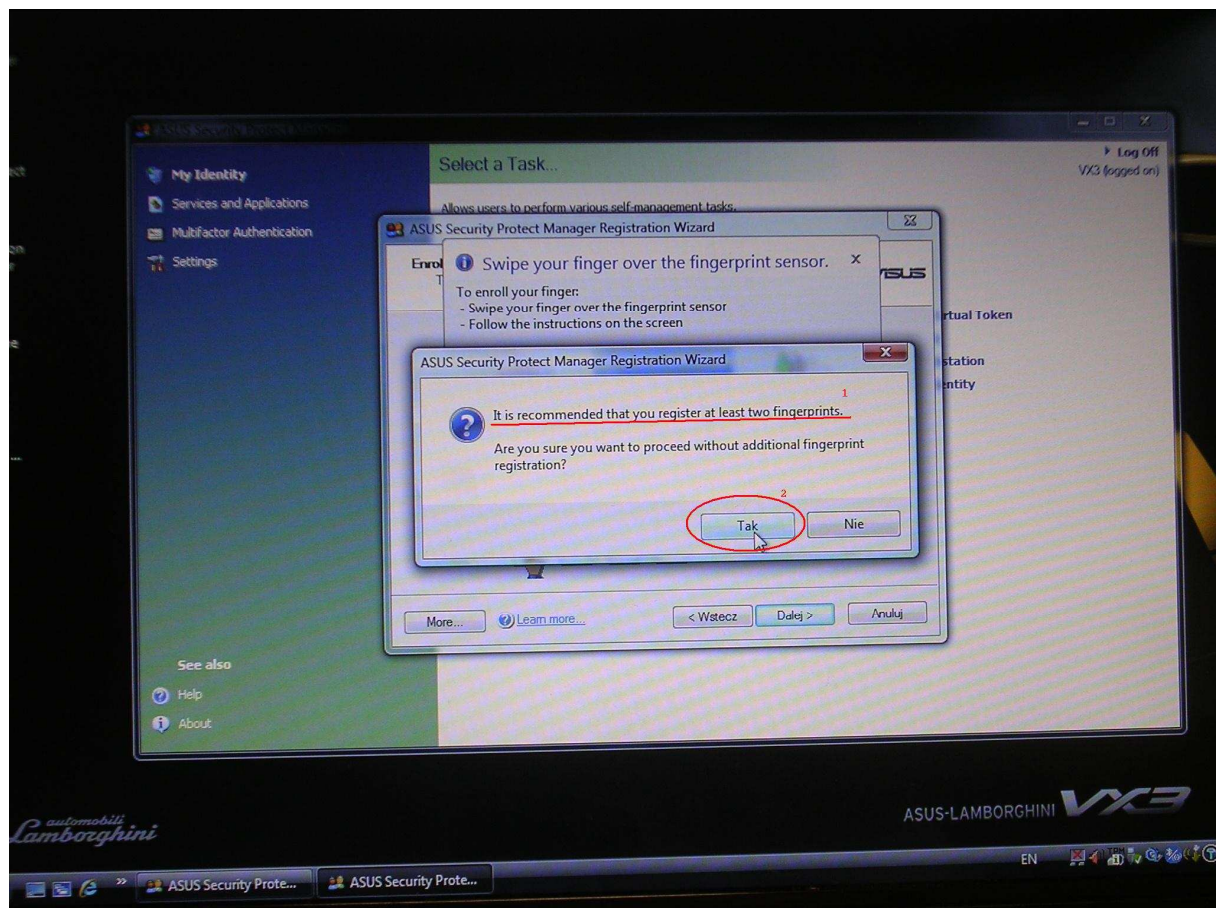 ASUS Security Protect Manager
Log Off
VX3 (logged on)
My Identity
Services and Applications
Multifactor Authentication
Settings
Select a Task...
Allows users to perform various self-management tasks.
ASUS Security Protect Manager Registration Wizard
Swipe your finger over the fingerprint sensor.
To enroll your finger:
- Swipe your finger over the fingerprint sensor
- Follow the instructions on the screen
ASUS Security Protect Manager Registration Wizard
1
It is recommended that you register at least two fingerprints.
Are you sure you want to proceed without additional fingerprint
registration?
2
Tak
Nie
More...
Learn more...
< Wstecz
Dalej >
Anuluj
See also
Help
About
automobili
Lamborghini
ASUS-LAMBORGHINI VX3
EN
ASUS Security Prote...
ASUS Security Prote...